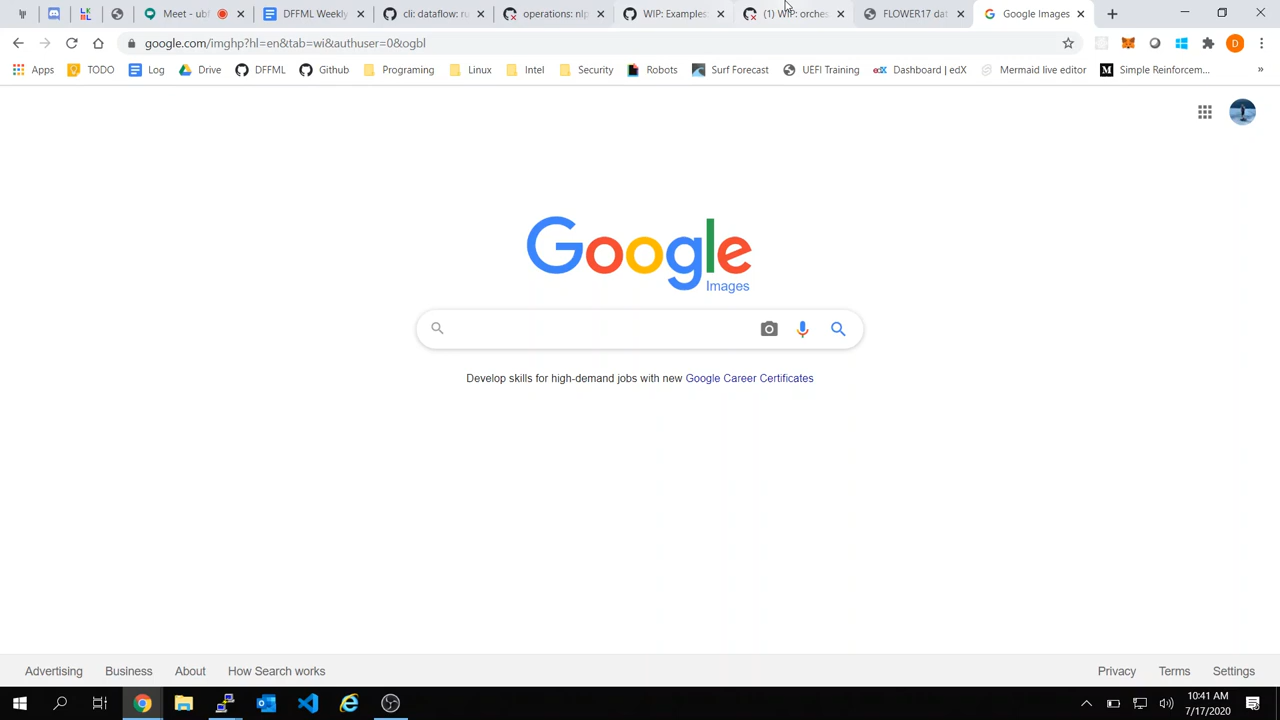 Meet - ubf
DFFML Weekly
cli: dataflow: ru
operations: nlp
WIP: Examples
(1) WIP: orches
FLOWER17 dat
Google Images
google.com/imghp?hl=en&tab=wi&authuser=0&ogbl
D
Apps
TODO
Log
Drive
DFFML
Github
Programing
Linux
Intel
Security
Robots
Surf Forecast
UEFI Training
Dashboard | edX
Mermaid live editor
Simple Reinforcem...
»
Google
Images
Develop skills for high-demand jobs with new Google Career Certificates
Advertising
Business
About
How Search works
Privacy
Terms
Settings
10:41 AM
7/17/2020